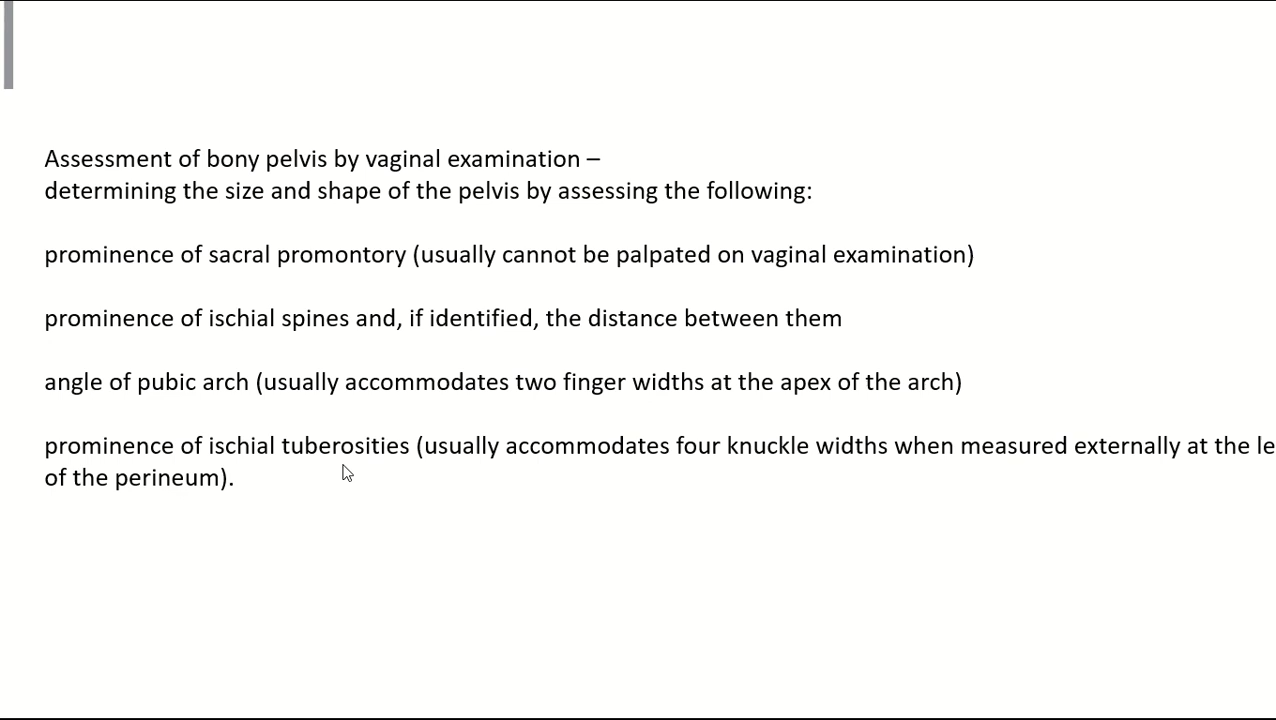 Assessment of bony pelvis by vaginal examination –
determining the size and shape of the pelvis by assessing the following:
prominence of sacral promontory (usually cannot be palpated on vaginal examination)
prominence of ischial spines and, if identified, the distance between them
angle of pubic arch (usually accommodates two finger widths at the apex of the arch)
prominence of ischial tuberosities (usually accommodates four knuckle widths when measured externally at the
of the perineum).